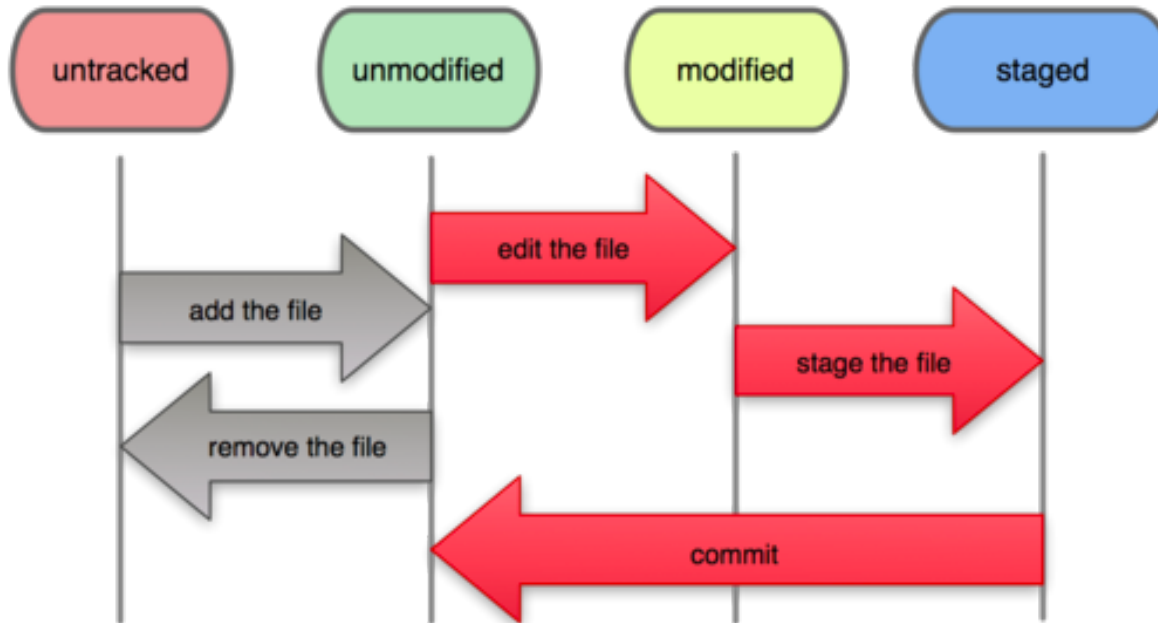 untracked
unmodified
modified
staged
edit the file
add the file
stage the file
remove the file
commit